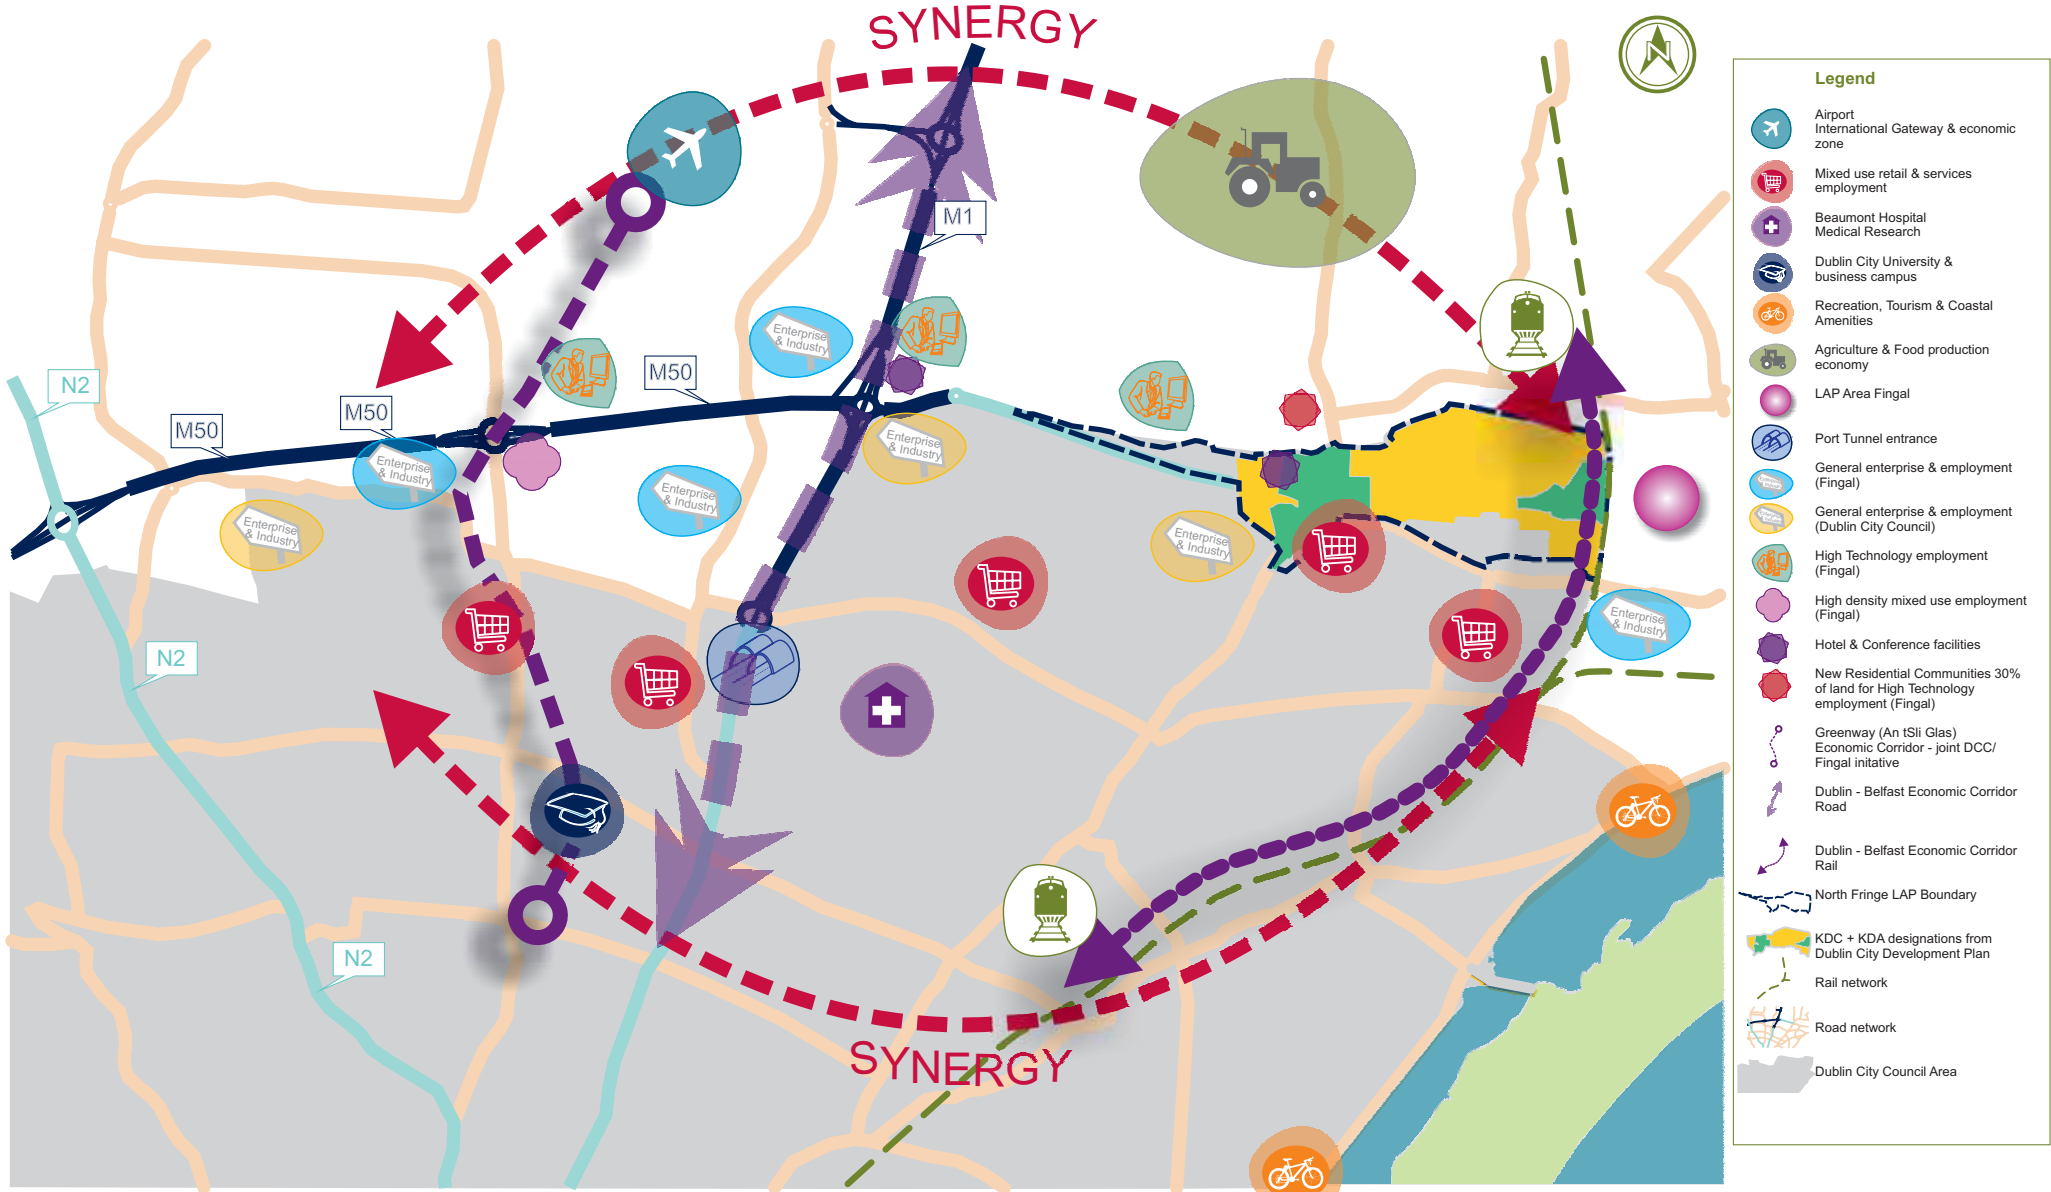 SYNERGY
M1
N2
M50
M50
M50
Enterprise
& Industry
Enterprise
& Industry
Enterprise
& Industry
Enterprise
& Industry
Enterprise
& Industry
Enterprise
& Industry
Enterprise
& Industry
N2
N2
SYNERGY
N
Legend
Airport
International Gateway & economic
zone
Mixed use retail & services
employment
Beaumont Hospital
Medical Research
Dublin City University &
business campus
Recreation, Tourism & Coastal
Amenities
Agriculture & Food production
economy
LAP Area Fingal
Port Tunnel entrance
General enterprise & employment
(Fingal)
General enterprise & employment
(Dublin City Council)
High Technology employment
(Fingal)
High density mixed use employment
(Fingal)
Hotel & Conference facilities
New Residential Communities 30%
of land for High Technology
employment (Fingal)
Greenway (An tSli Glas)
Economic Corridor - joint DCC/
Fingal initative
Dublin - Belfast Economic Corridor
Road
Dublin - Belfast Economic Corridor
Rail
North Fringe LAP Boundary
KDC + KDA designations from
Dublin City Development Plan
Rail network
Road network
Dublin City Council Area